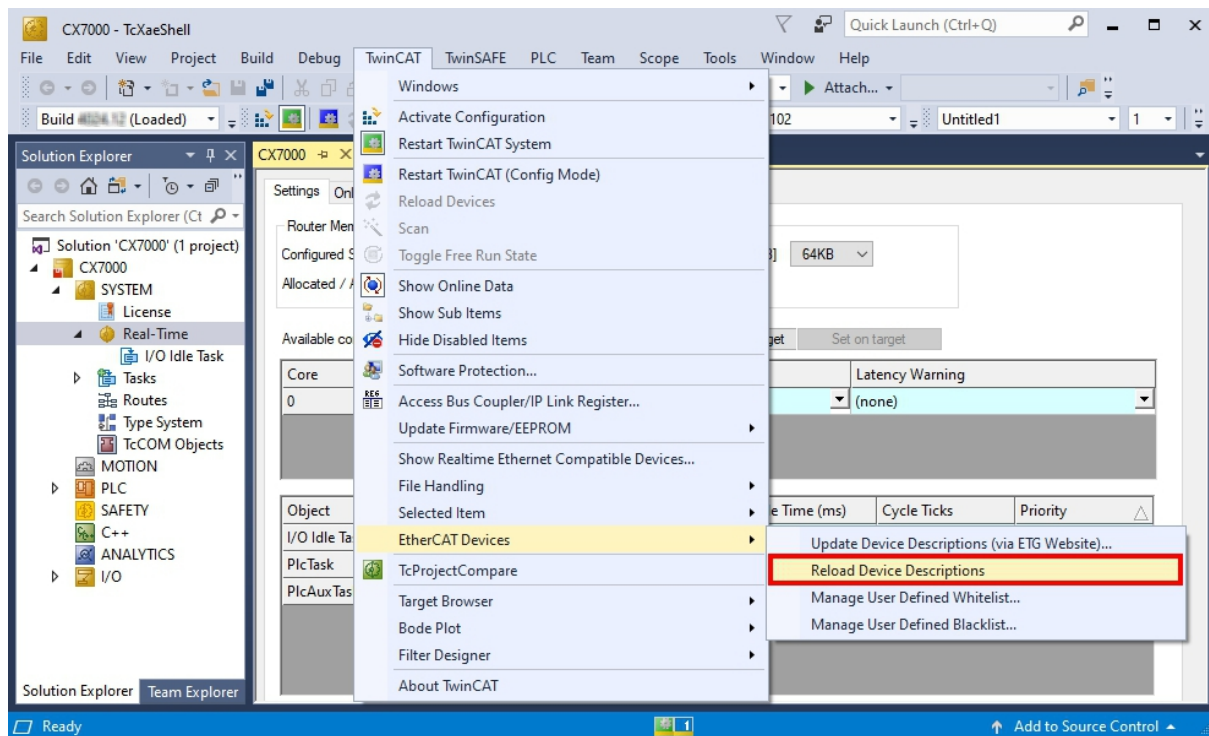 CX7000 - TcXaeShell
Quick Launch (Ctrl+Q)
File Edit View Project Build Debug TwinCAT TwinSAFE PLC Team Scope Tools Window Help
Attach...
Build (Loaded)
102
Untitled1
1
Solution Explorer
Search Solution Explorer (Ct
Solution 'CX7000' (1 project)
CX7000
SYSTEM
License
Real-Time
I/O Idle Task
Tasks
Routes
Type System
TcCOM Objects
MOTION
PLC
SAFETY
C++
ANALYTICS
I/O
Solution Explorer Team Explorer
CX7000
Settings Onl
Router Mem
Configured S
64KB
Allocated / A
Available co
get
Set on target
Core
Latency Warning
0
(none)
Object
e Time (ms)
Cycle Ticks
Priority
I/O Idle Ta
PlcTask
PlcAuxTas
Windows
Activate Configuration
Restart TwinCAT System
Restart TwinCAT (Config Mode)
Reload Devices
Scan
Toggle Free Run State
Show Online Data
Show Sub Items
Hide Disabled Items
Software Protection...
REG
Access Bus Coupler/IP Link Register...
Update Firmware/EEPROM
Show Realtime Ethernet Compatible Devices...
File Handling
Selected Item
EtherCAT Devices
TcProjectCompare
Target Browser
Bode Plot
Filter Designer
About TwinCAT
Update Device Descriptions (via ETG Website)...
Reload Device Descriptions
Manage User Defined Whitelist...
Manage User Defined Blacklist...
Ready
1
Add to Source Control